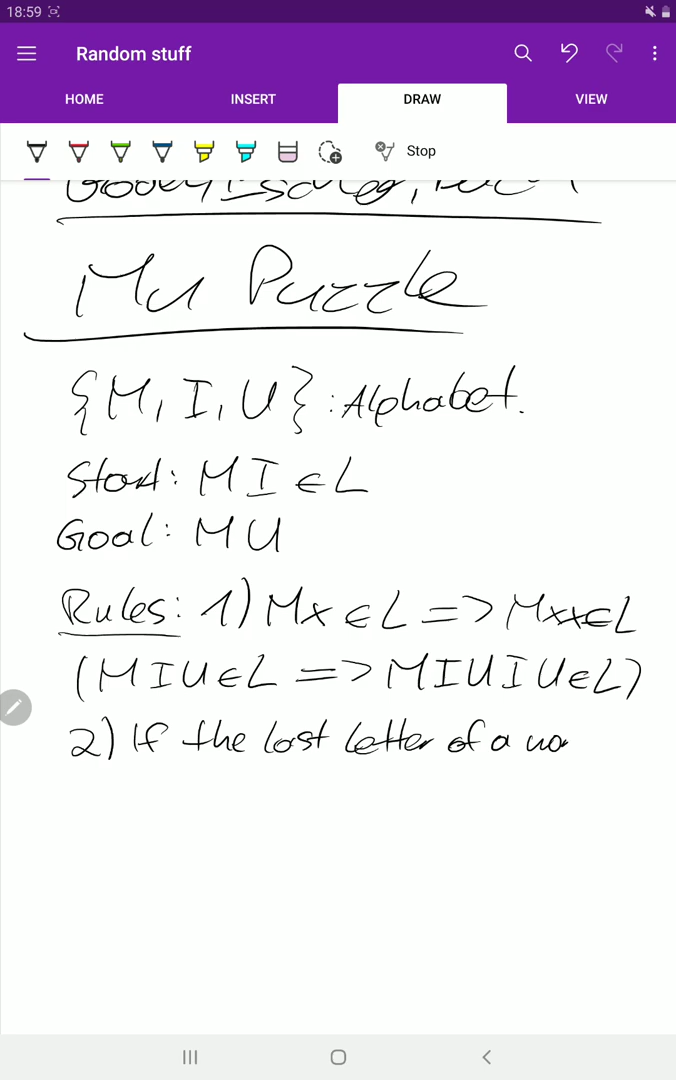 18:59
Random stuff
HOME INSERT DRAW VIEW
Stop
Mu Puzzle
{M, I, U} : Alphabet.
Start: MI ∈ L
Goal: MU
Rules: 1) Mx ∈ L => Mxx ∈ L
(MIU ∈ L => MIUIU ∈ L)
2) If the last letter of a wo